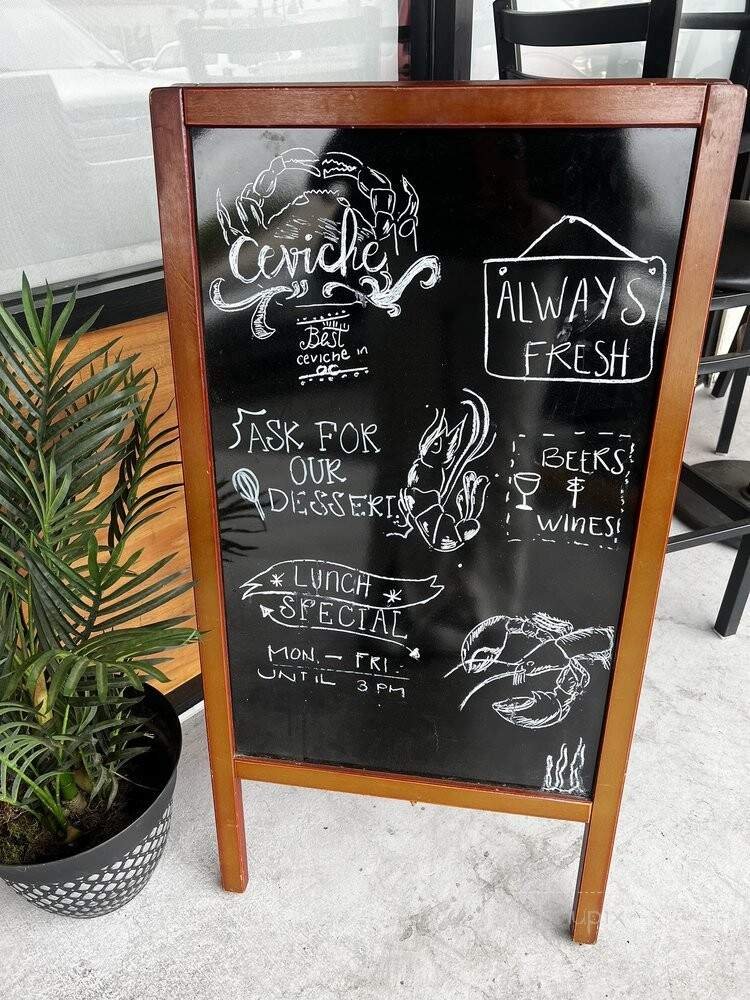 Ceviche
Best
ceviche in
OC
ALWAYS
FRESH
ASK FOR
OUR
DESSERT
BEERS
&
WINES!
LUNCH
SPECIAL
MON. - FRI.
UNTIL 3 PM